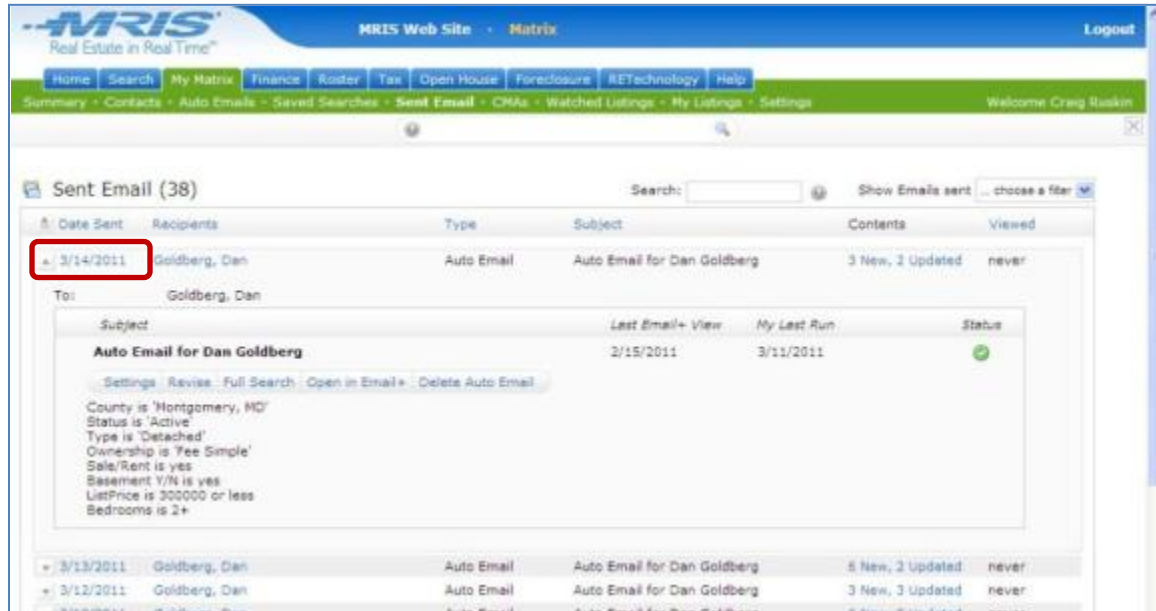 MRIS
Real Estate in Real Time™
MRIS Web Site · Matrix
Logout
Home Search My Matrix Finance Roster Tax Open House Foreclosure RETechnology Help
Summary · Contacts · Auto Emails · Saved Searches · Sent Email · CMAs · Watched Listings · My Listings · Settings Welcome Craig Ruskin
Sent Email (38) Search: Show Emails sent ... choose a filter
Date Sent Recipients Type Subject Contents Viewed
3/14/2011 Goldberg, Dan Auto Email Auto Email for Dan Goldberg 3 New, 2 Updated never
To: Goldberg, Dan
Subject Last Email+ View My Last Run Status
Auto Email for Dan Goldberg 2/15/2011 3/11/2011
Settings Revise Full Search Open in Email+ Delete Auto Email
County is 'Montgomery, MD'
Status is 'Active'
Type is 'Detached'
Ownership is 'Fee Simple'
Sale/Rent is yes
Basement Y/N is yes
ListPrice is 300000 or less
Bedrooms is 2+
3/13/2011 Goldberg, Dan Auto Email Auto Email for Dan Goldberg 6 New, 2 Updated never
3/12/2011 Goldberg, Dan Auto Email Auto Email for Dan Goldberg 3 New, 3 Updated never